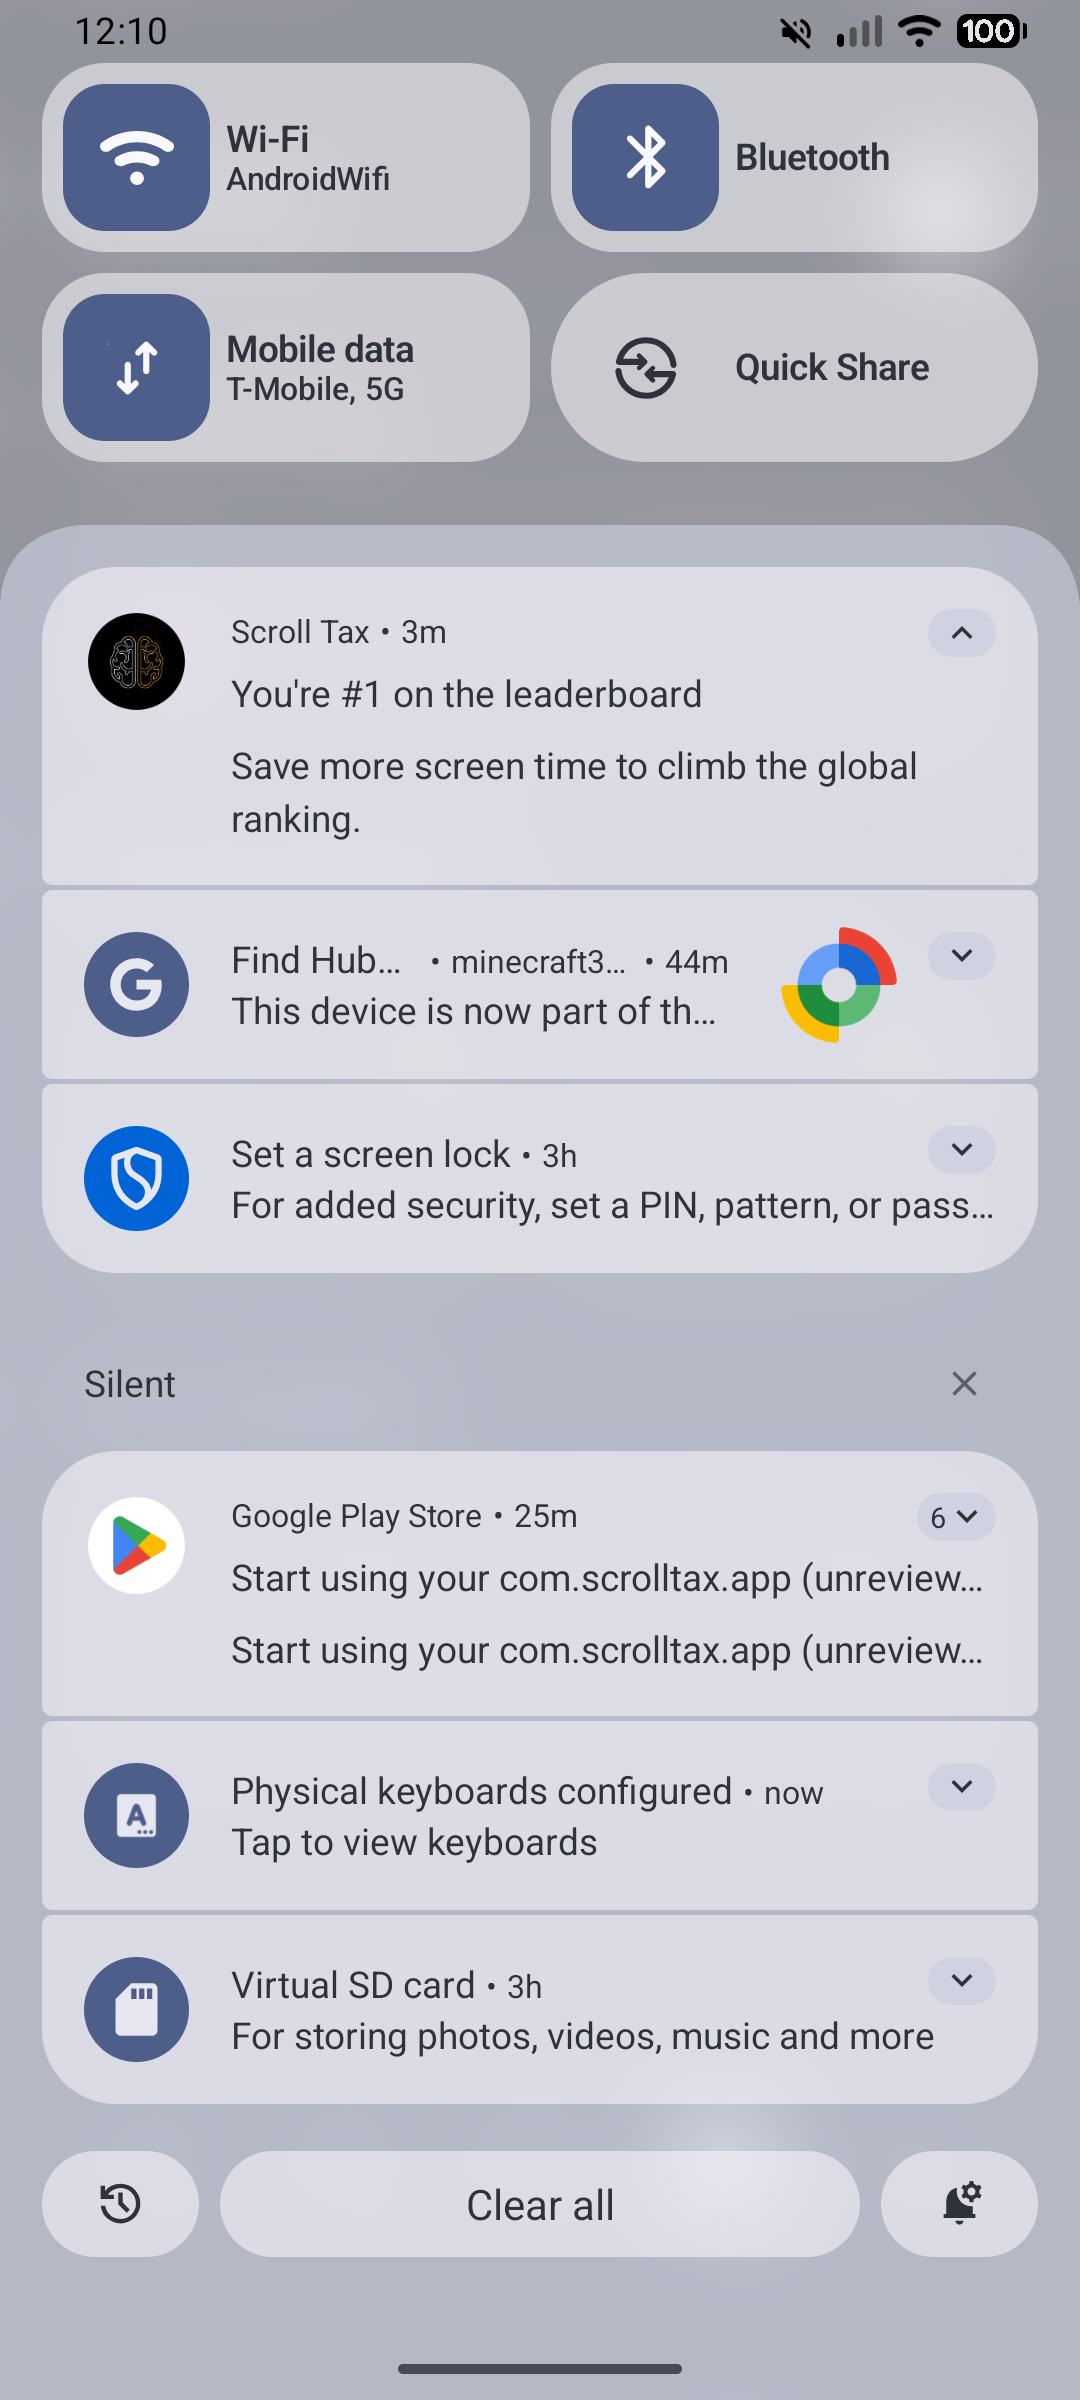 12:10
100
Wi-Fi
AndroidWifi
Bluetooth
Mobile data
T-Mobile, 5G
Quick Share
Scroll Tax • 3m
You're #1 on the leaderboard
Save more screen time to climb the global
ranking.
Find Hub… • minecraft3… • 44m
This device is now part of th…
Set a screen lock • 3h
For added security, set a PIN, pattern, or pass…
Silent
Google Play Store • 25m
6
Start using your com.scrolltax.app (unreview…
Start using your com.scrolltax.app (unreview…
Physical keyboards configured • now
Tap to view keyboards
Virtual SD card • 3h
For storing photos, videos, music and more
Clear all